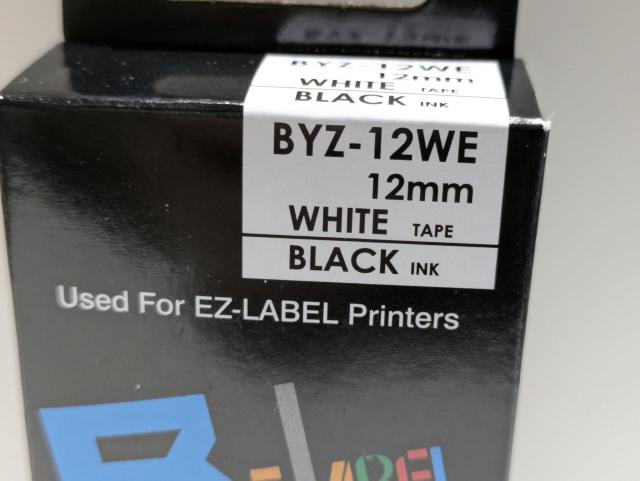 BYZ-12WE
12mm
WHITE TAPE
BLACK INK
BYZ-12WE
12mm
WHITE TAPE
BLACK INK
Used For EZ-LABEL Printers
LABEL